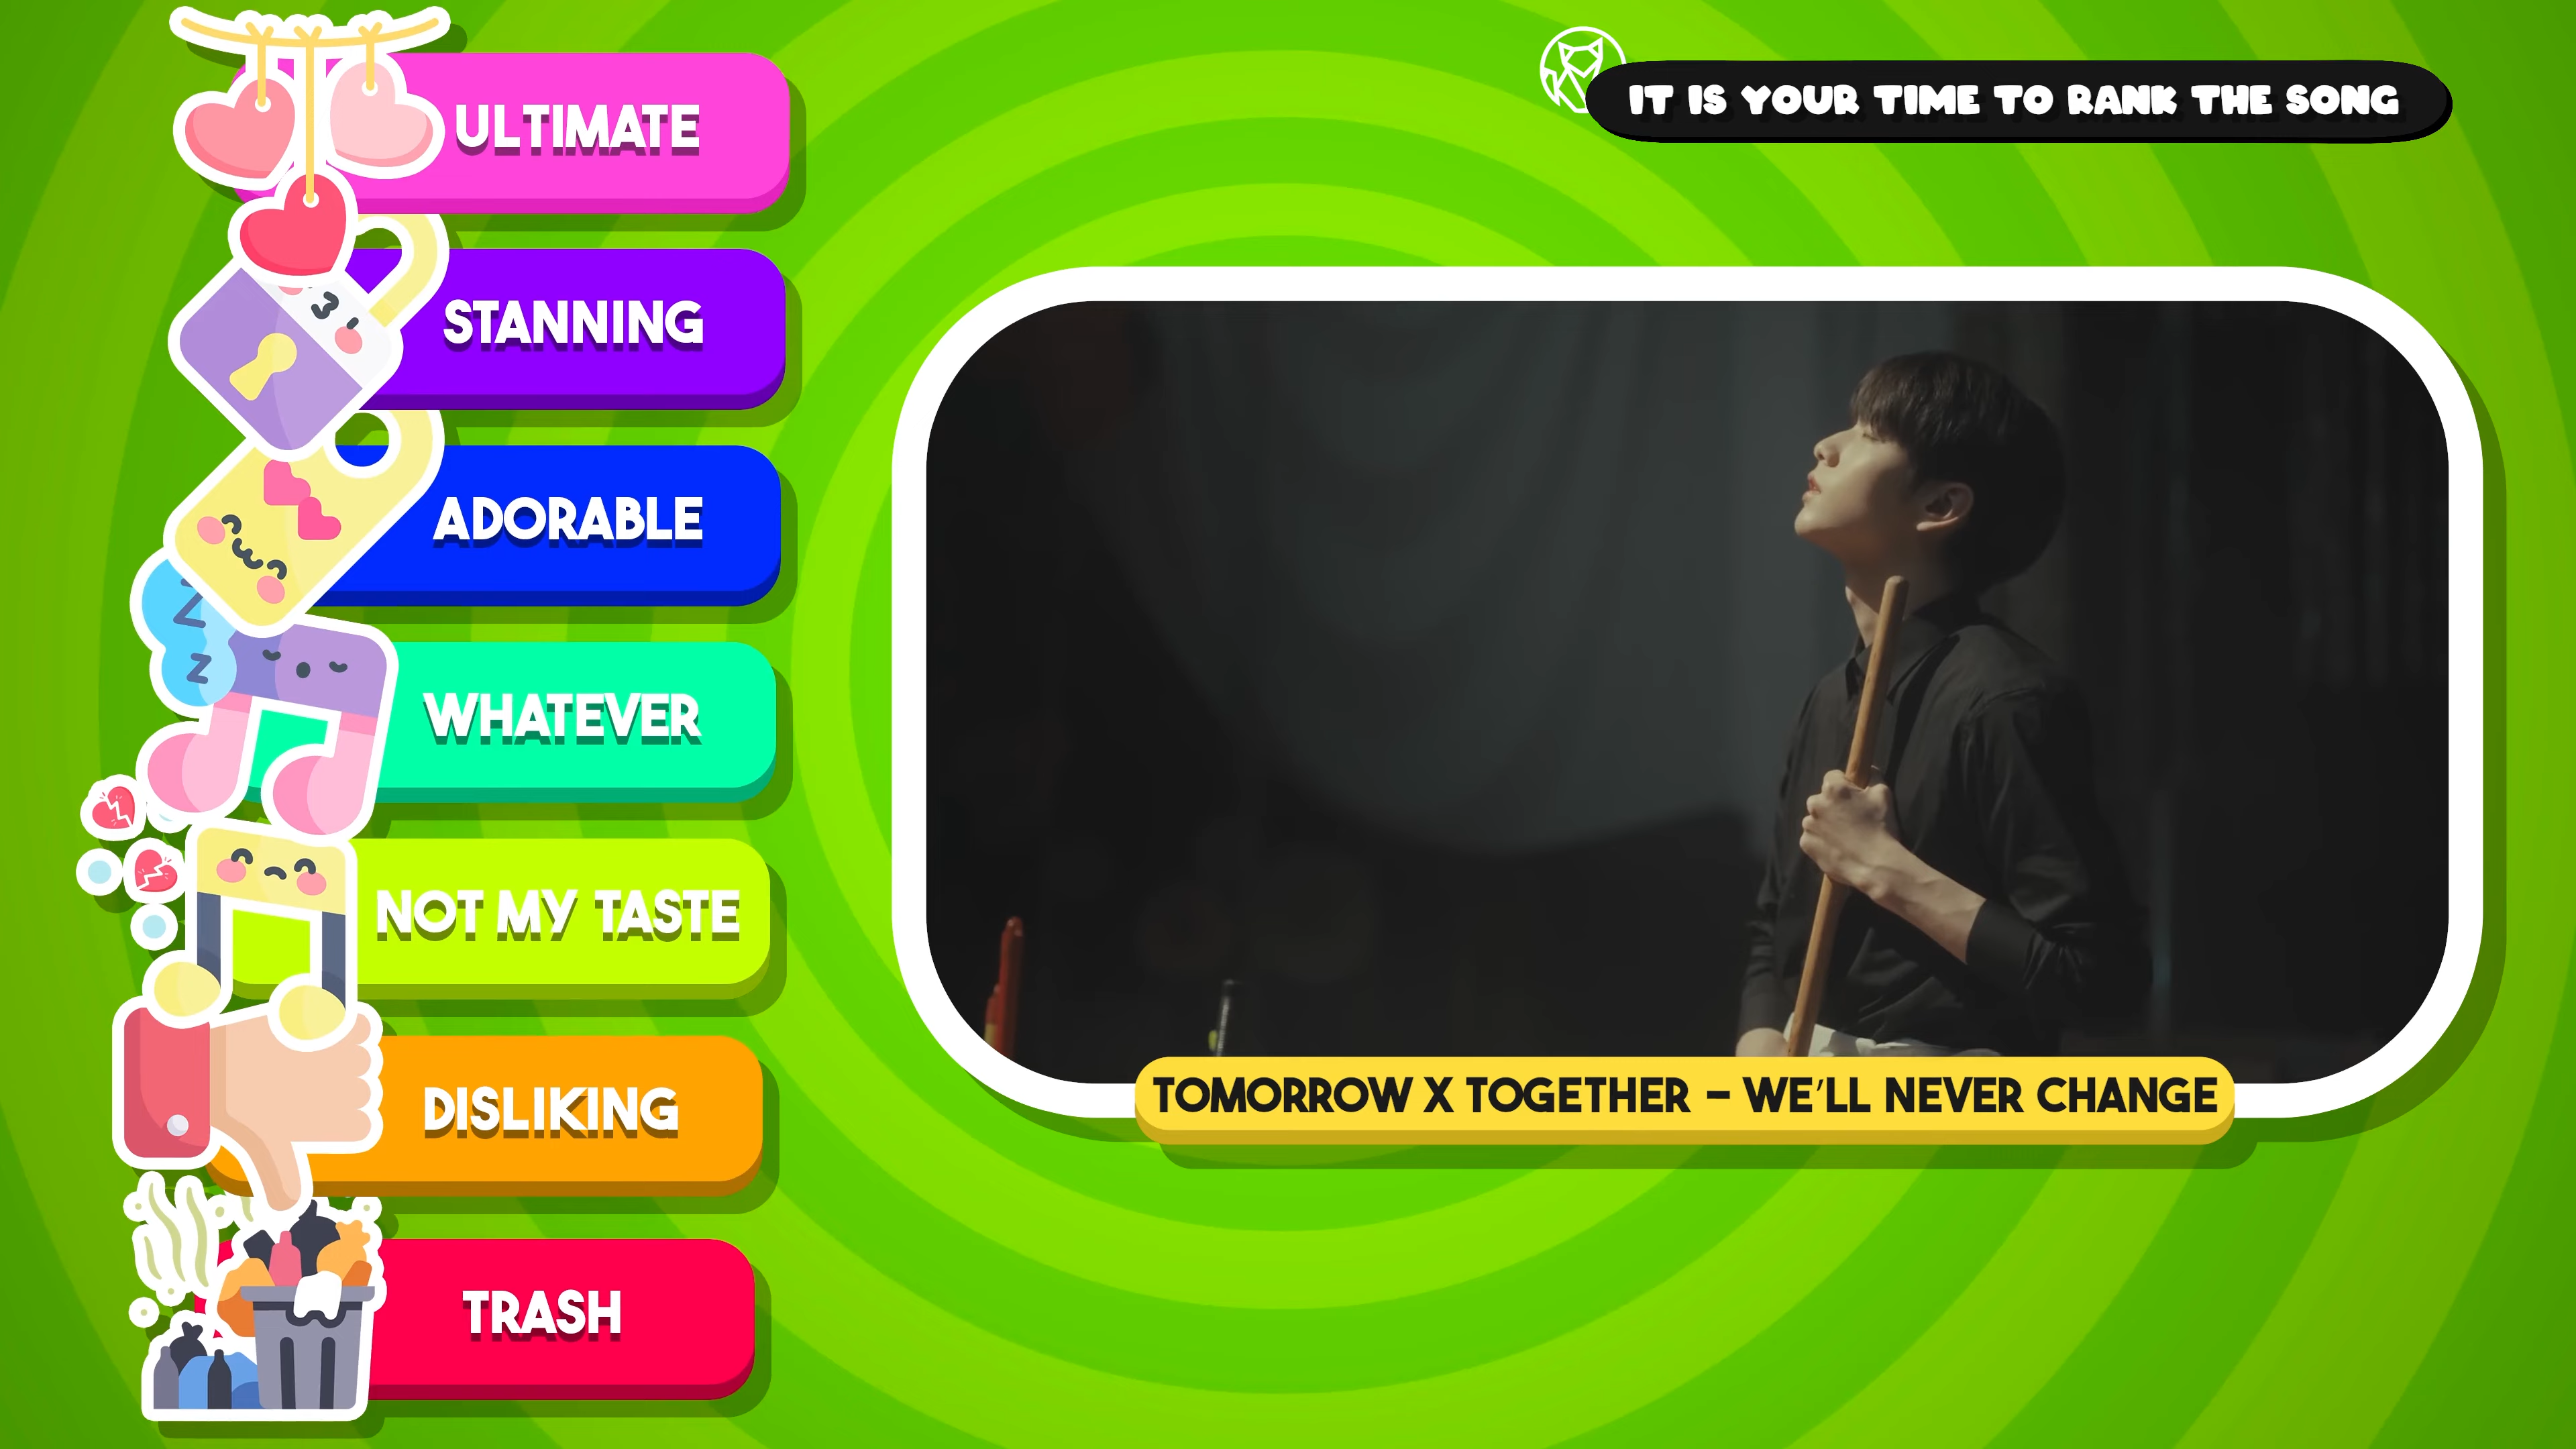 IT IS YOUR TIME TO RANK THE SONG
ULTIMATE
STANNING
ADORABLE
WHATEVER
NOT MY TASTE
DISLIKING
TRASH
TOMORROW X TOGETHER – WE'LL NEVER CHANGE
Z
Z